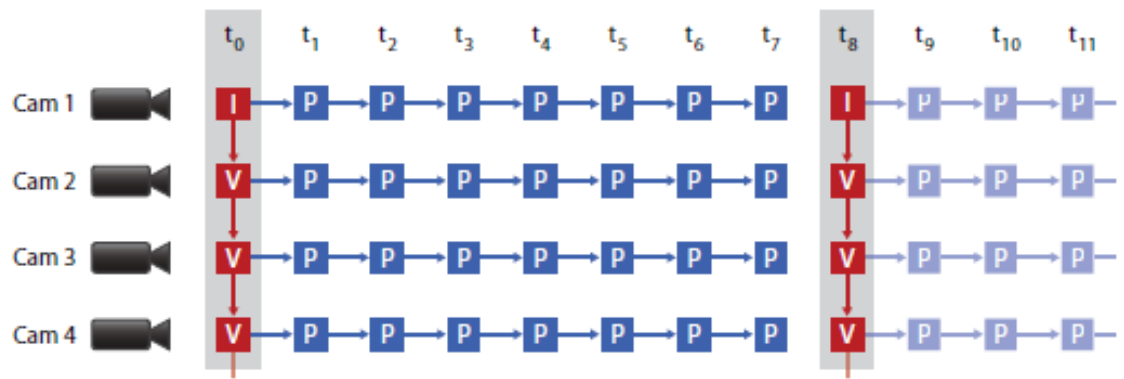 t₀ t₁ t₂ t₃ t₄ t₅ t₆ t₇ t₈ t₉ t₁₀ t₁₁
Cam 1 I P P P P P P P I P P P
Cam 2 V P P P P P P P V P P P
Cam 3 V P P P P P P P V P P P
Cam 4 V P P P P P P P V P P P